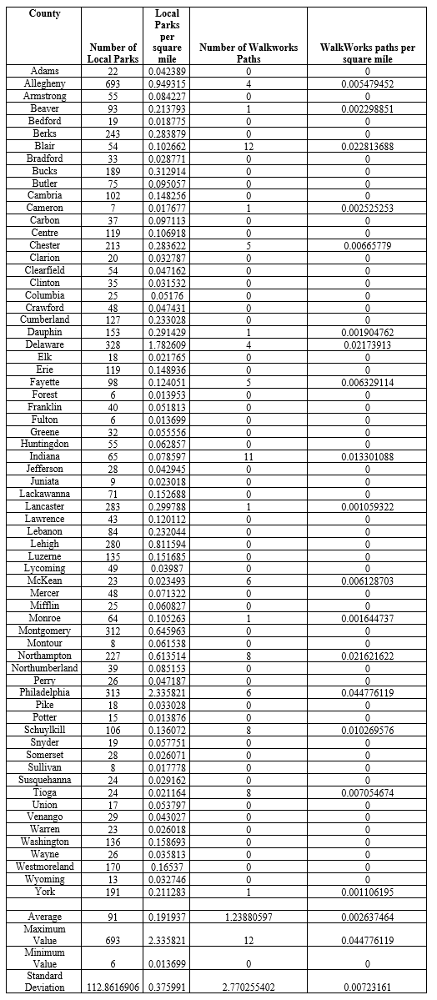 County
Number of Local Parks
Local Parks per square mile
Number of Walkworks Paths
WalkWorks paths per square mile
Adams 22 0.042389 0 0
Allegheny 693 0.949315 4 0.005479452
Armstrong 55 0.084227 0 0
Beaver 93 0.213793 1 0.002298851
Bedford 19 0.018775 0 0
Berks 243 0.283879 0 0
Blair 54 0.102662 12 0.022813688
Bradford 33 0.028771 0 0
Bucks 189 0.312914 0 0
Butler 75 0.095057 0 0
Cambria 102 0.148256 0 0
Cameron 7 0.017677 1 0.002525253
Carbon 37 0.097113 0 0
Centre 119 0.106918 0 0
Chester 213 0.283622 5 0.00665779
Clarion 20 0.032787 0 0
Clearfield 54 0.047162 0 0
Clinton 35 0.031532 0 0
Columbia 25 0.05176 0 0
Crawford 48 0.047431 0 0
Cumberland 127 0.233028 0 0
Dauphin 153 0.291429 1 0.001904762
Delaware 328 1.782609 4 0.02173913
Elk 18 0.021765 0 0
Erie 119 0.148936 0 0
Fayette 98 0.124051 5 0.006329114
Forest 6 0.013953 0 0
Franklin 40 0.051813 0 0
Fulton 6 0.013699 0 0
Greene 32 0.055556 0 0
Huntingdon 55 0.062857 0 0
Indiana 65 0.078597 11 0.013301088
Jefferson 28 0.042945 0 0
Juniata 9 0.023018 0 0
Lackawanna 71 0.152688 0 0
Lancaster 283 0.299788 1 0.001059322
Lawrence 43 0.120112 0 0
Lebanon 84 0.232044 0 0
Lehigh 280 0.811594 0 0
Luzerne 135 0.151685 0 0
Lycoming 49 0.03987 0 0
McKean 23 0.023493 6 0.006128703
Mercer 48 0.071322 0 0
Mifflin 25 0.060827 0 0
Monroe 64 0.105263 1 0.001644737
Montgomery 312 0.645963 0 0
Montour 8 0.061538 0 0
Northampton 227 0.613514 8 0.021621622
Northumberland 39 0.085153 0 0
Perry 26 0.047187 0 0
Philadelphia 313 2.335821 6 0.044776119
Pike 18 0.033028 0 0
Potter 15 0.013876 0 0
Schuylkill 106 0.136072 8 0.010269576
Snyder 19 0.057751 0 0
Somerset 28 0.026071 0 0
Sullivan 8 0.017778 0 0
Susquehanna 24 0.029162 0 0
Tioga 24 0.021164 8 0.007054674
Union 17 0.053797 0 0
Venango 29 0.043027 0 0
Warren 23 0.026018 0 0
Washington 136 0.158693 0 0
Wayne 26 0.035813 0 0
Westmoreland 170 0.16537 0 0
Wyoming 13 0.032746 0 0
York 191 0.211283 1 0.001106195
Average 91 0.191937 1.23880597 0.002637464
Maximum
Value 693 2.335821 12 0.044776119
Minimum
Value 6 0.013699 0 0
Standard
Deviation 112.8616906 0.375991 2.770255402 0.00723161